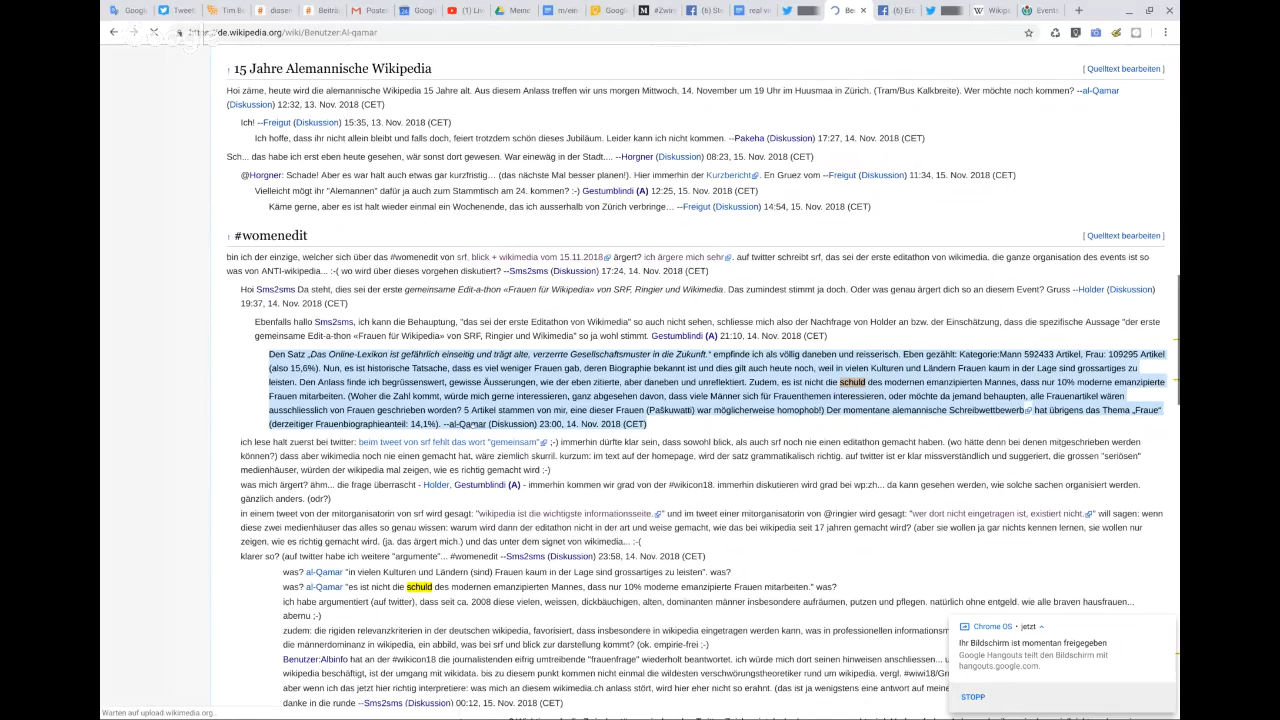 Googl
Tweet
Tim Be
disser
Beiträ
Poste
Googl
(1) Liv
Meine
m/ein
Googl
#Zwin
(6) Sto
real w
Be
(6) Er
Wikip
Events
de.wikipedia.org/wiki/Benutzer:Al-qamar
15 Jahre Alemannische Wikipedia
[ Quelltext bearbeiten ]
Hoi zäme, heute wird die alemannische Wikipedia 15 Jahre alt. Aus diesem Anlass treffen wir uns morgen Mittwoch, 14. November um 19 Uhr im Huusmaa in Zürich. (Tram/Bus Kalkbreite). Wer möchte noch kommen? --al-Qamar
(Diskussion) 12:32, 13. Nov. 2018 (CET)
Ich! --Freigut (Diskussion) 15:35, 13. Nov. 2018 (CET)
Ich hoffe, dass ihr nicht allein bleibt und falls doch, feiert trotzdem schön dieses Jubiläum. Leider kann ich nicht kommen. --Pakeha (Diskussion) 17:27, 14. Nov. 2018 (CET)
Sch... das habe ich erst eben heute gesehen, wär sonst dort gewesen. War einewäg in der Stadt.... --Horgner (Diskussion) 08:23, 15. Nov. 2018 (CET)
@Horgner: Schade! Aber es war halt auch etwas gar kurzfristig… (das nächste Mal besser planen!). Hier immerhin der Kurzbericht. En Gruez vom --Freigut (Diskussion) 11:34, 15. Nov. 2018 (CET)
Vielleicht mögt ihr "Alemannen" dafür ja auch zum Stammtisch am 24. kommen? :-) Gestumblindi (A) 12:25, 15. Nov. 2018 (CET)
Käme gerne, aber es ist halt wieder einmal ein Wochenende, das ich ausserhalb von Zürich verbringe… --Freigut (Diskussion) 14:54, 15. Nov. 2018 (CET)
#womenedit
[ Quelltext bearbeiten ]
bin ich der einzige, welcher sich über das #womenedit von srf, blick + wikimedia vom 15.11.2018 ärgert? ich ärgere mich sehr. auf twitter schreibt srf, das sei der erste editathon von wikimedia. die ganze organisation des events ist so
was von ANTI-wikipedia... :-( wo wird über dieses vorgehen diskutiert? --Sms2sms (Diskussion) 17:24, 14. Nov. 2018 (CET)
Hoi Sms2sms Da steht, dies sei der erste gemeinsame Edit-a-thon «Frauen für Wikipedia» von SRF, Ringier und Wikimedia. Das zumindest stimmt ja doch. Oder was genau ärgert dich so an diesem Event? Gruss --Holder (Diskussion)
19:37, 14. Nov. 2018 (CET)
Ebenfalls hallo Sms2sms, ich kann die Behauptung, "das sei der erste Editathon von Wikimedia" so auch nicht sehen, schliesse mich also der Nachfrage von Holder an bzw. der Einschätzung, dass die spezifische Aussage "der erste
gemeinsame Edit-a-thon «Frauen für Wikipedia» von SRF, Ringier und Wikimedia" so ja wohl stimmt. Gestumblindi (A) 21:10, 14. Nov. 2018 (CET)
Den Satz „Das Online-Lexikon ist gefährlich einseitig und trägt alte, verzerrte Gesellschaftsmuster in die Zukunft.“ empfinde ich als völlig daneben und reisserisch. Eben gezählt: Kategorie:Mann 592433 Artikel, Frau: 109295 Artikel
(also 15,6%). Nun, es ist historische Tatsache, dass es viel weniger Frauen gab, deren Biographie bekannt ist und dies gilt auch heute noch, weil in vielen Kulturen und Ländern Frauen kaum in der Lage sind grossartiges zu
leisten. Den Anlass finde ich begrüssenswert, gewisse Äusserungen, wie der eben zitierte, aber daneben und unreflektiert. Zudem, es ist nicht die schuld des modernen emanzipierten Mannes, dass nur 10% moderne emanzipierte
Frauen mitarbeiten. (Woher die Zahl kommt, würde mich gerne interessieren, ganz abgesehen davon, dass viele Männer sich für Frauenthemen interessieren, oder möchte da jemand behaupten, alle Frauenartikel wären
ausschliesslich von Frauen geschrieben worden? 5 Artikel stammen von mir, eine dieser Frauen (Paškuwatti) war möglicherweise homophob!) Der momentane alemannische Schreibwettbewerb hat übrigens das Thema „Fraue“
(derzeitiger Frauenbiographieanteil: 14,1%). --al-Qamar (Diskussion) 23:00, 14. Nov. 2018 (CET)
ich lese halt zuerst bei twitter: beim tweet von srf fehlt das wort "gemeinsam" ;-) immerhin dürfte klar sein, dass sowohl blick, als auch srf noch nie einen editathon gemacht haben. (wo hätte denn bei denen mitgeschrieben werden
können?) dass aber wikimedia noch nie einen gemacht hat, wäre ziemlich skurril. kurzum: im text auf der homepage, wird der satz grammatikalisch richtig. auf twitter ist er klar missverständlich und suggeriert, die grossen "seriösen"
medienhäuser, würden der wikipedia mal zeigen, wie es richtig gemacht wird ;-)
was mich ärgert? ähm... die frage überrascht - Holder, Gestumblindi (A) - immerhin kommen wir grad von der #wikicon18. immerhin diskutieren wird grad bei wp:zh... da kann gesehen werden, wie solche sachen organisiert werden.
gänzlich anders. (odr?)
in einem tweet von der mitorganisatorin von srf wird gesagt: "wikipedia ist die wichtigste informationsseite. und im tweet einer mitorganisatorin von @ringier wird gesagt: "wer dort nicht eingetragen ist, existiert nicht. will sagen: wenn
diese zwei medienhäuser das alles so genau wissen: warum wird dann der editathon nicht in der art und weise gemacht, wie das bei wikipedia seit 17 jahren gemacht wird? (aber sie wollen ja gar nichts kennen lernen, sie wollen nur
zeigen, wie es richtig gemacht wird. (ja. das ärgert mich.) und das unter dem signet von wikimedia... :-(
klarer so? (auf twitter habe ich weitere "argumente"... #womenedit --Sms2sms (Diskussion) 23:58, 14. Nov. 2018 (CET)
was? al-Qamar "in vielen Kulturen und Ländern (sind) Frauen kaum in der Lage sind grossartiges zu leisten". was?
was? al-Qamar "es ist nicht die schuld des modernen emanzipierten Mannes, dass nur 10% moderne emanzipierte Frauen mitarbeiten." was?
ich habe argumentiert (auf twitter), dass seit ca. 2008 diese vielen, weissen, dickbäuchigen, alten, dominanten männer insbesondere aufräumen, putzen und pflegen. natürlich ohne entgeld. wie alle braven hausfrauen...
abernu ;-)
zudem: die rigiden relevanzkriterien in der deutschen wikipedia, favorisiert, dass insbesondere in wikipedia eingetragen werden kann, was in professionellen informationsm
die männerdominanz in wikipedia, ein abbild, was bei srf und blick zur darstellung kommt? (ok. empirie-frei ;-)
Benutzer:Albinfo hat an der #wikicon18 die journalistenden eifrig umtreibende "frauenfrage" wiederholt beantwortet. ich würde mich dort seinen hinweisen anschliessen... u
wikipedia beschäftigt, ist der umgang mit wikidata. bis zu diesem punkt kommen nicht einmal die wildesten verschwörungstheoretiker rund um wikipedia. vergl. #wiwi18/Gre
aber wenn ich das jetzt hier richtig interpretiere: was mich an diesem wikimedia.ch anlass stört, wird hier eher nicht so erahnt. (das ist ja wenigstens eine antwort auf meine
danke in die runde --Sms2sms (Diskussion) 00:12, 15. Nov. 2018 (CET)
Chrome OS • jetzt
Ihr Bildschirm ist momentan freigegeben
Google Hangouts teilt den Bildschirm mit
hangouts.google.com.
STOPP
Warten auf upload.wikimedia.org...